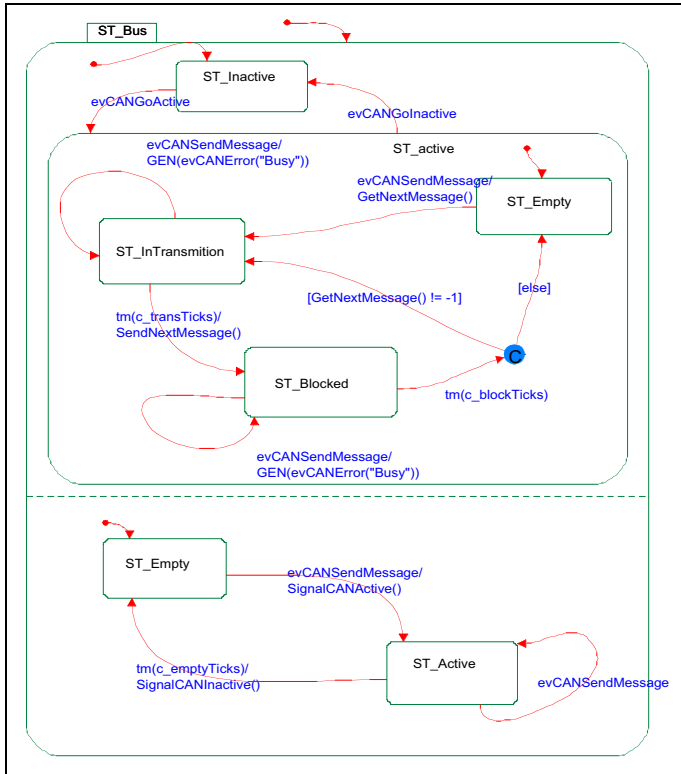 ST_Bus
ST_Inactive
evCANGoActive
evCANGoInactive
evCANSendMessage/
GEN(evCANError("Busy"))
ST_active
evCANSendMessage/
GetNextMessage()
ST_Empty
ST_InTransmition
[GetNextMessage() != -1]
[else]
tm(c_transTicks)/
SendNextMessage()
C
ST_Blocked
tm(c_blockTicks)
evCANSendMessage/
GEN(evCANError("Busy"))
ST_Empty
evCANSendMessage/
SignalCANActive()
tm(c_emptyTicks)/
SignalCANInactive()
ST_Active
evCANSendMessage